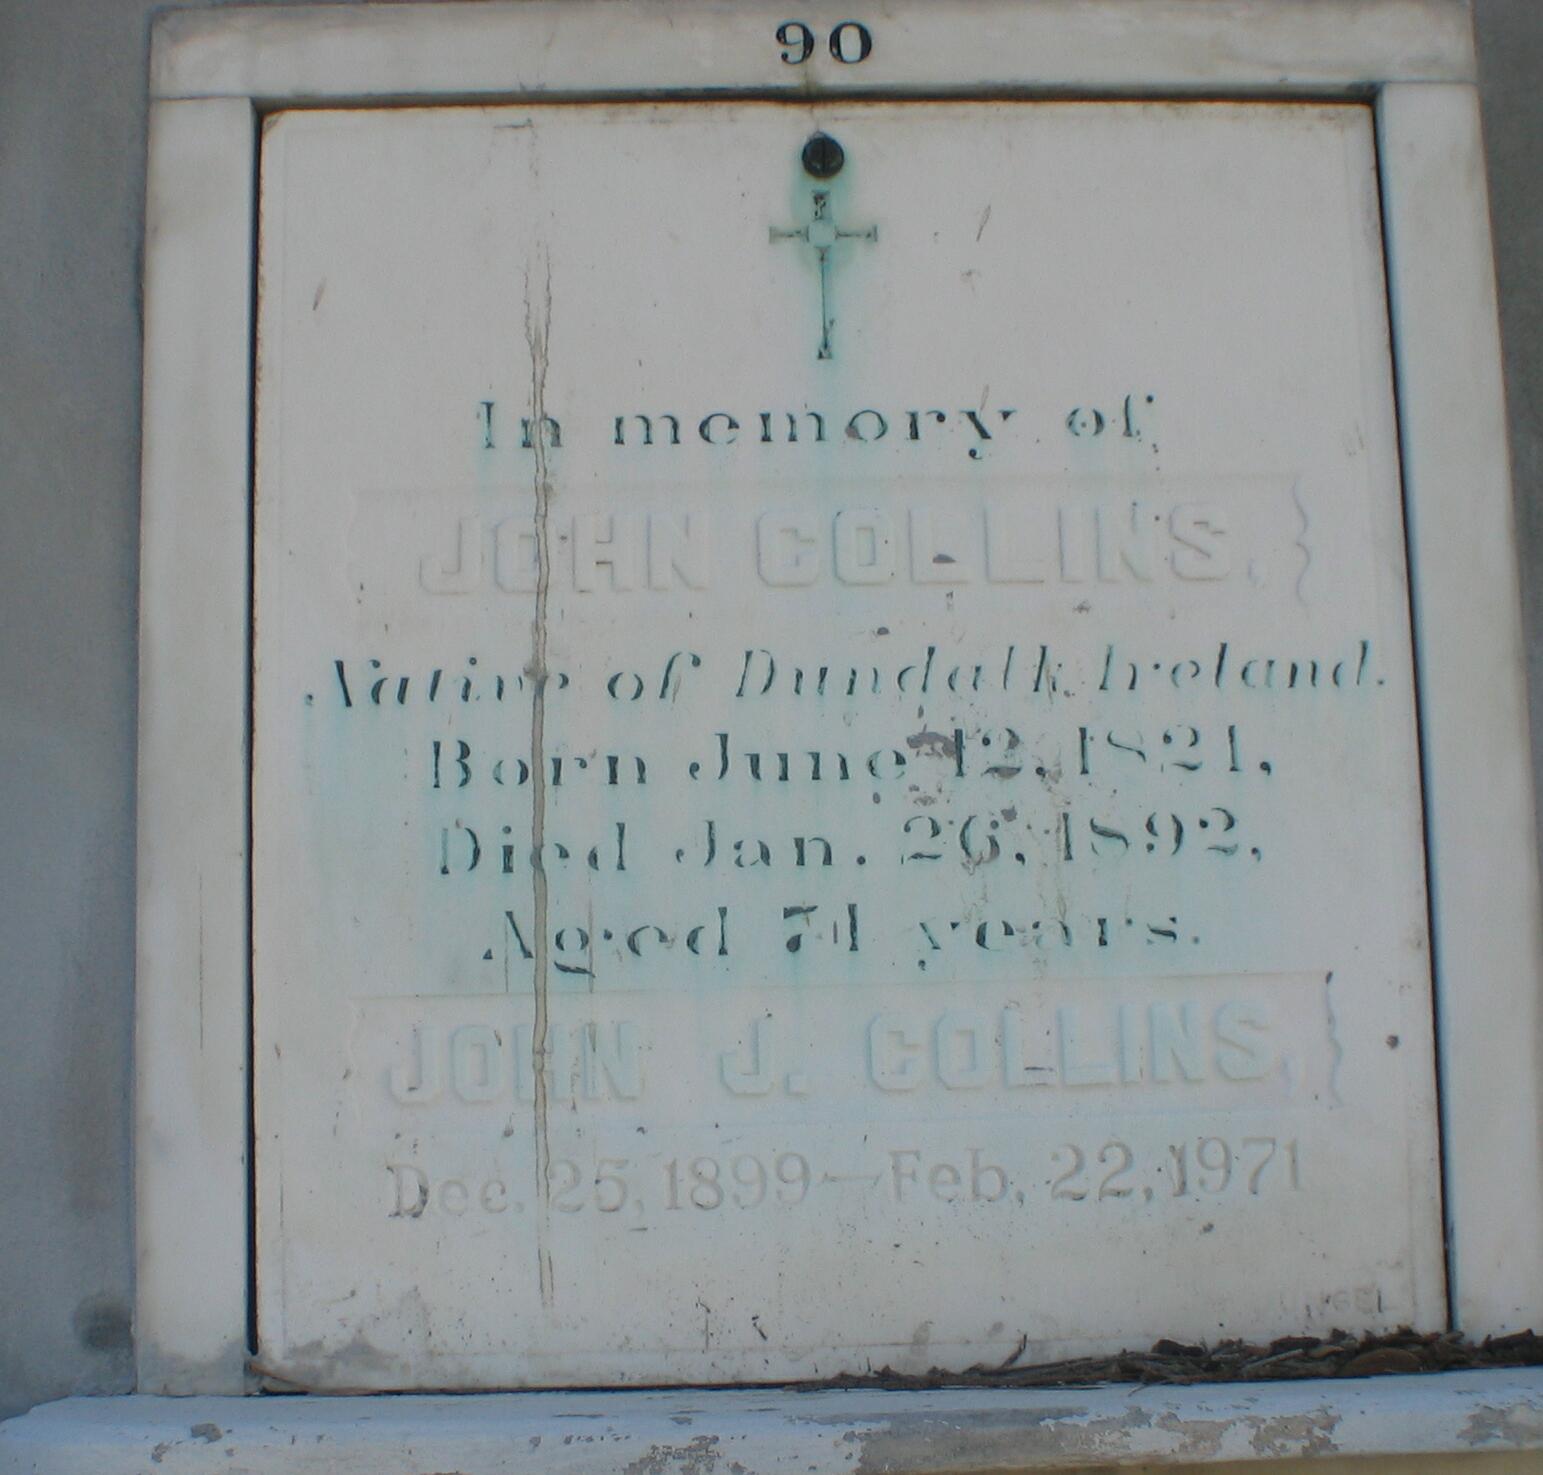 90
In memory of
JOHN COLLINS,
Native of Dundalk, Ireland.
Born June 12, 1821,
Died Jan. 26, 1892,
Aged 71 years.
JOHN J. COLLINS,
Dec. 25, 1899—Feb. 22, 1971